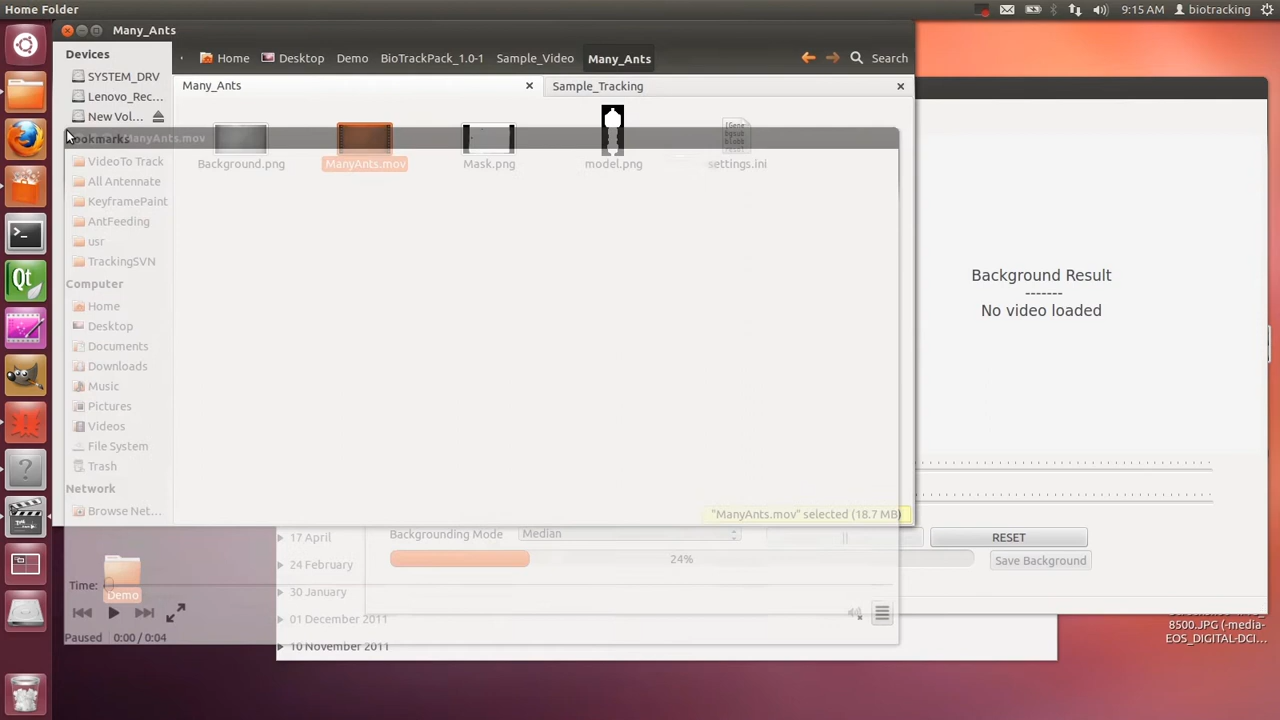 Home Folder
9:15 AM
biotracking
Many_Ants
Devices
SYSTEM_DRV
Lenovo_Rec...
New Vol...
Bookmarks
VideoTo Track
All Antennate
KeyframePaint
AntFeeding
usr
TrackingSVN
Computer
Home
Desktop
Documents
Downloads
Music
Pictures
Videos
File System
Trash
Network
Browse Net...
Home
Desktop
Demo
BioTrackPack_1.0-1
Sample_Video
Many_Ants
Search
Many_Ants
Sample_Tracking
ManyAnts.mov
Background.png
ManyAnts.mov
Mask.png
model.png
settings.ini
"ManyAnts.mov" selected (18.7 MB)
Background Result
-------
No video loaded
17 April
24 February
30 January
01 December 2011
10 November 2011
Backgrounding Mode
Median
24%
RESET
Save Background
Demo
Time:
Paused
0:00 / 0:04
8500.JPG (-media-
EOS_DIGITAL-DCI...